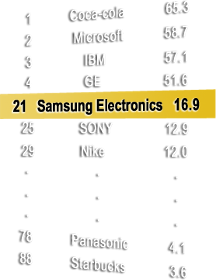 1 Coca-cola 65.3
2 Microsoft 58.7
3 IBM 57.1
4 GE 51.6
21 Samsung Electronics 16.9
25 SONY 12.9
29 Nike 12.0
. . .
. . .
. . .
78 Panasonic 4.1
88 Starbucks 3.6